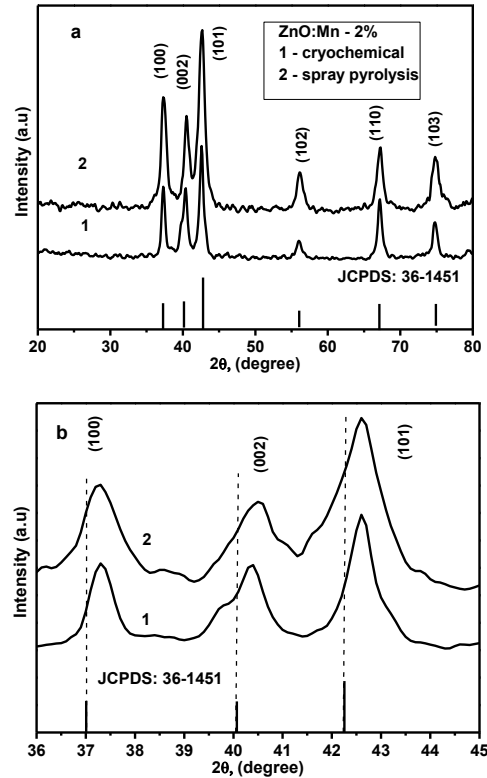 a
ZnO:Mn - 2%
1 - cryochemical
2 - spray pyrolysis
(100)
(002)
(101)
(102)
(110)
(103)
2
1
Intensity (a.u)
JCPDS: 36-1451
20 30 40 50 60 70 80
2θ, (degree)
b
(100)
(002)
(101)
2
1
Intensity (a.u)
JCPDS: 36-1451
36 37 38 39 40 41 42 43 44 45
2θ, (degree)